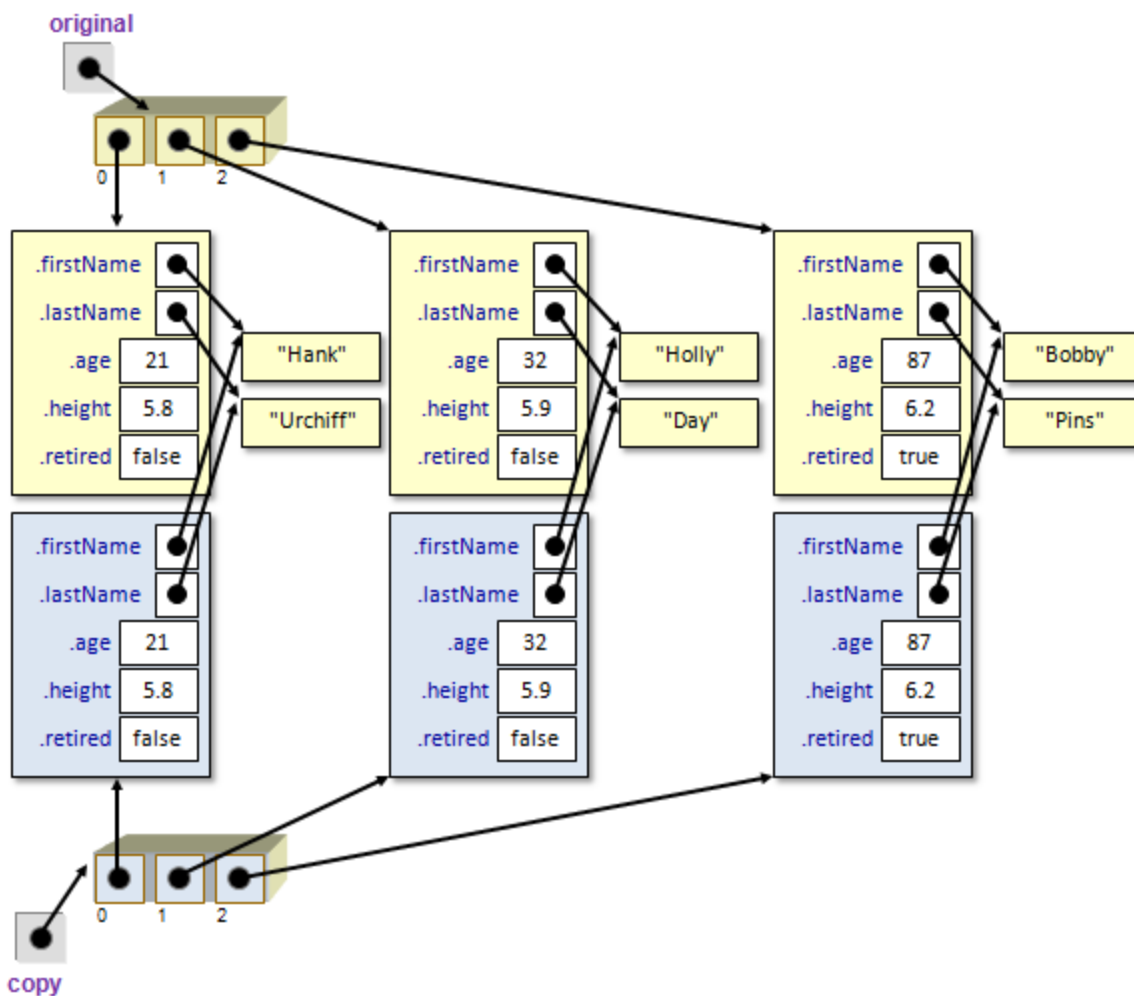 original
0 1 2
.firstName .firstName .firstName
.lastName .lastName .lastName
"Hank" "Holly" "Bobby"
.age 21 .age 32 .age 87
.height 5.8 .height 5.9 .height 6.2
"Urchiff" "Day" "Pins"
.retired false .retired false .retired true
.firstName .firstName .firstName
.lastName .lastName .lastName
.age 21 .age 32 .age 87
.height 5.8 .height 5.9 .height 6.2
.retired false .retired false .retired true
0 1 2
copy